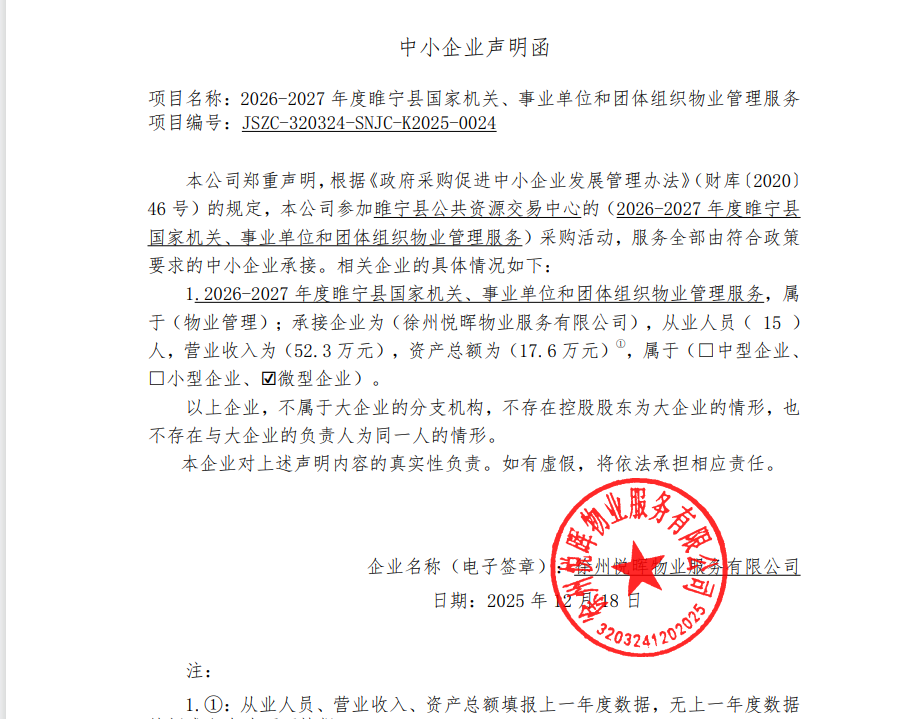 中小企业声明函
项目名称：2026-2027 年度睢宁县国家机关、事业单位和团体组织物业管理服务
项目编号：JSZC-320324-SNJC-K2025-0024
本公司郑重声明，根据《政府采购促进中小企业发展管理办法》（财库〔2020〕
46 号）的规定，本公司参加睢宁县公共资源交易中心的（2026-2027 年度睢宁县
国家机关、事业单位和团体组织物业管理服务）采购活动，服务全部由符合政策
要求的中小企业承接。相关企业的具体情况如下：
1. 2026-2027 年度睢宁县国家机关、事业单位和团体组织物业管理服务，属
于（物业管理）；承接企业为（徐州悦晖物业服务有限公司），从业人员（ 15 ）
人，营业收入为（52.3 万元），资产总额为（17.6 万元）①，属于（□中型企业、
□小型企业、☑微型企业）。
以上企业，不属于大企业的分支机构，不存在控股股东为大企业的情形，也
不存在与大企业的负责人为同一人的情形。
本企业对上述声明内容的真实性负责。如有虚假，将依法承担相应责任。
企业名称（电子签章）：徐州悦晖物业服务有限公司
日期：2025 年 12 月 18 日
徐州悦晖物业服务有限公司
3203241202025
注：
1.①：从业人员、营业收入、资产总额填报上一年度数据，无上一年度数据